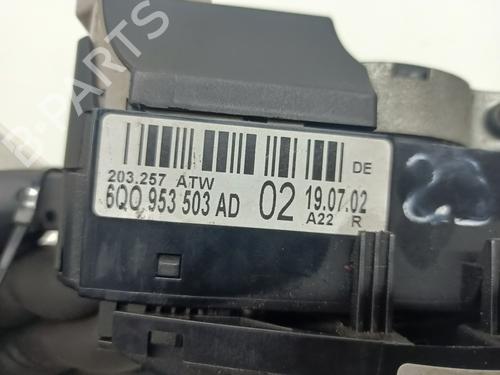 B-PARTS
DE
203.257 ATW
6Q0 953 503 AD 02 19.07.02
A22 R